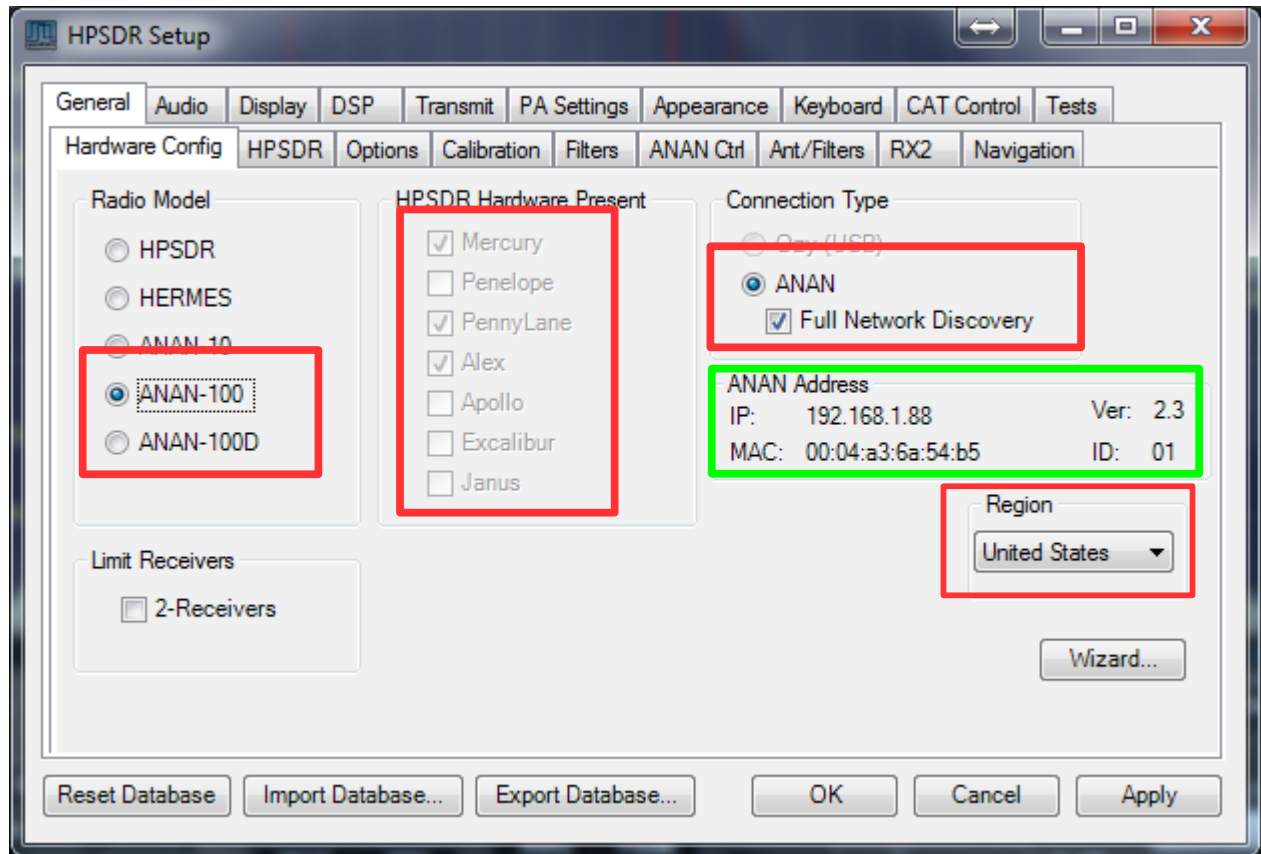 HPSDR Setup
General Audio Display DSP Transmit PA Settings Appearance Keyboard CAT Control Tests
Hardware Config HPSDR Options Calibration Filters ANAN Ctrl Ant/Filters RX2 Navigation
Radio Model
HPSDR
HERMES
ANAN-10
ANAN-100
ANAN-100D
Limit Receivers
2-Receivers
HPSDR Hardware Present
Mercury
Penelope
PennyLane
Alex
Apollo
Excalibur
Janus
Connection Type
Ozy (USB)
ANAN
Full Network Discovery
ANAN Address
IP: 192.168.1.88 Ver: 2.3
MAC: 00:04:a3:6a:54:b5 ID: 01
Region
United States
Wizard...
Reset Database Import Database... Export Database... OK Cancel Apply